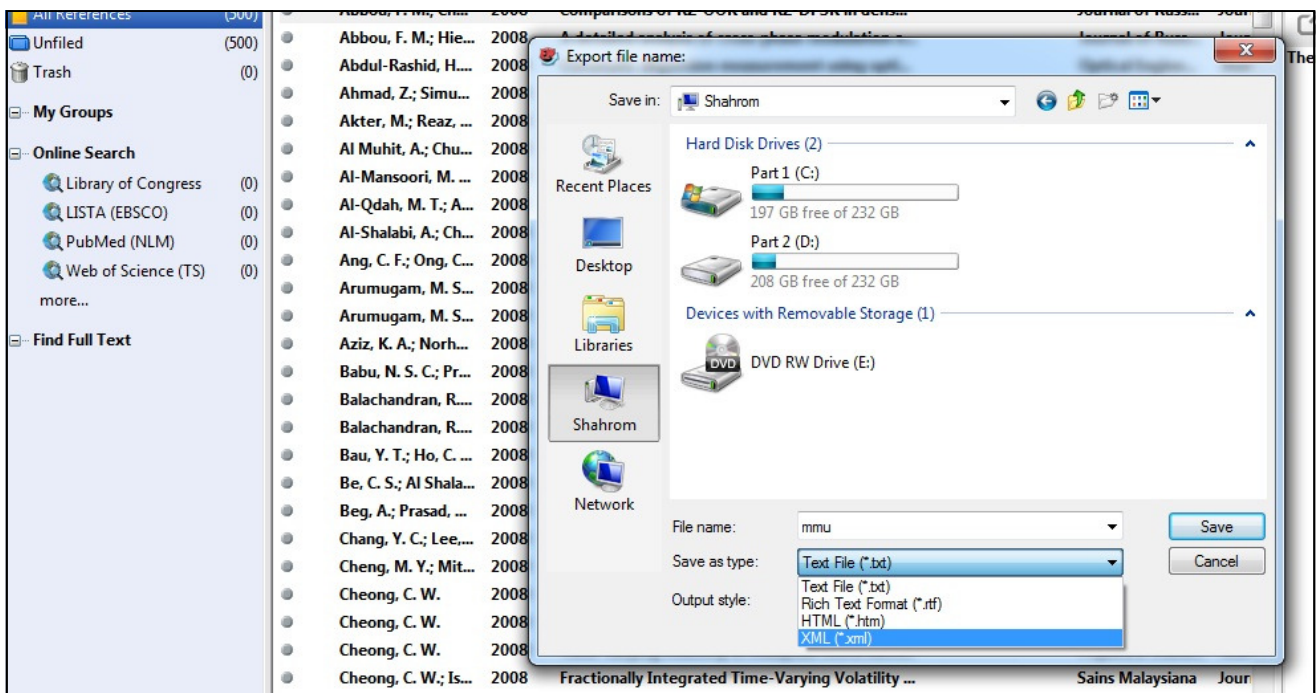 All References (500)
Unfiled (500)
Trash (0)
My Groups
Online Search
Library of Congress (0)
LISTA (EBSCO) (0)
PubMed (NLM) (0)
Web of Science (TS) (0)
more...
Find Full Text
Abbou, F. M.; Hie... 2008
Abdul-Rashid, H.... 2008
Ahmad, Z.; Simu... 2008
Akter, M.; Reaz, ... 2008
Al Muhit, A.; Chu... 2008
Al-Mansoori, M. ... 2008
Al-Qdah, M. T.; A... 2008
Al-Shalabi, A.; Ch... 2008
Ang, C. F.; Ong, C... 2008
Arumugam, M. S... 2008
Arumugam, M. S... 2008
Aziz, K. A.; Norh... 2008
Babu, N. S. C.; Pr... 2008
Balachandran, R.... 2008
Balachandran, R.... 2008
Bau, Y. T.; Ho, C. ... 2008
Be, C. S.; Al Shala... 2008
Beg, A.; Prasad, ... 2008
Chang, Y. C.; Lee,... 2008
Cheng, M. Y.; Mit... 2008
Cheong, C. W. 2008
Cheong, C. W. 2008
Cheong, C. W. 2008
Cheong, C. W.; Is... 2008 Fractionally Integrated Time-Varying Volatility ... Sains Malaysiana Jour
Export file name:
The
Save in: Shahrom
Recent Places
Desktop
Libraries
Shahrom
Network
Hard Disk Drives (2)
Part 1 (C:)
197 GB free of 232 GB
Part 2 (D:)
208 GB free of 232 GB
Devices with Removable Storage (1)
DVD
DVD RW Drive (E:)
File name: mmu Save
Save as type: Text File (*.txt) Cancel
Output style: Text File (*.txt)
Rich Text Format (*.rtf)
HTML (*.htm)
XML (*.xml)